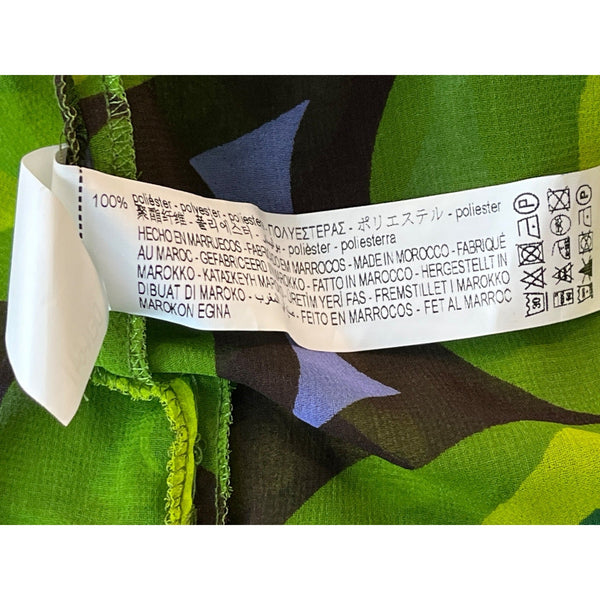 100% poliéster - polyester - poliester ΠΟΛΥΕΣΤΕΡΑΣ - ポリエステル - poliester
聚酯纤维 - 폴리에스터 - polièster - poliesterra
HECHO EN MARRUECOS - EM MARROCOS - MADE IN MOROCCO - FABRIQUÉ
AU MAROC - GEFABRICEERD MAROKKO - FATTO IN MAROCCO - HERGESTELLT IN
MAROKKO - ΚΑΤΑΣΚΕΥΗ - FREMSTILLET I MAROKKO
DIBUAT DI MAROKO - المغرب ÜRETİM YERİ FAS - FET AL MARROC
MAROKON EGINA - FEITO EN MARROCOS
30
P